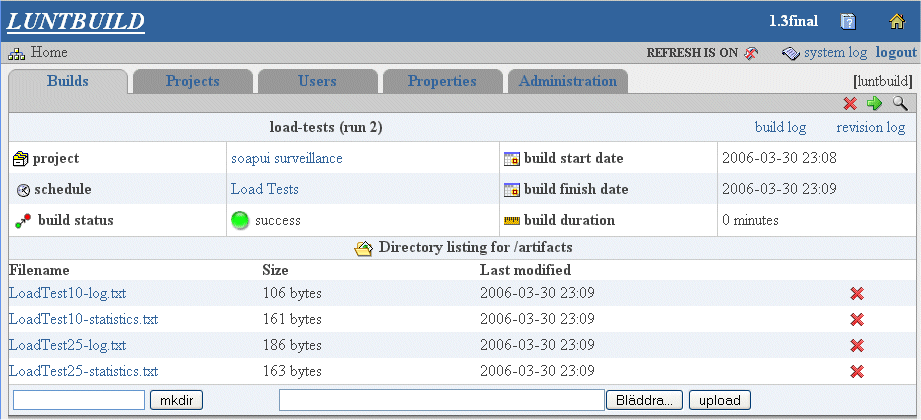 LUNTBUILD 1.3final
Home REFRESH IS ON system log logout
Builds Projects Users Properties Administration [luntbuild]
load-tests (run 2) build log revision log
project soapui surveillance build start date 2006-03-30 23:08
schedule Load Tests build finish date 2006-03-30 23:09
build status success build duration 0 minutes
Directory listing for /artifacts
Filename Size Last modified
LoadTest10-log.txt 106 bytes 2006-03-30 23:09
LoadTest10-statistics.txt 161 bytes 2006-03-30 23:09
LoadTest25-log.txt 186 bytes 2006-03-30 23:09
LoadTest25-statistics.txt 163 bytes 2006-03-30 23:09
mkdir Bläddra... upload